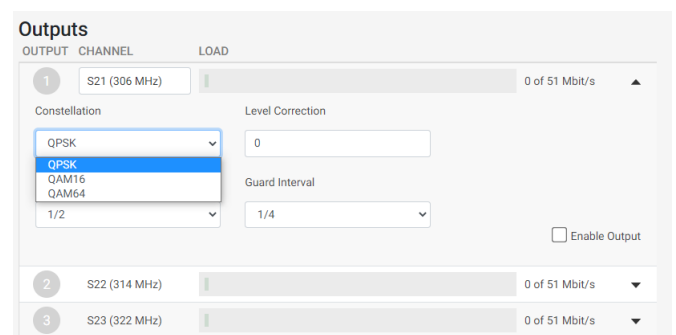 Outputs
OUTPUT CHANNEL LOAD
1 S21 (306 MHz) 0 of 51 Mbit/s
Constellation Level Correction
QPSK 0
QPSK
QAM16 Guard Interval
QAM64
1/2 1/4
Enable Output
2 S22 (314 MHz) 0 of 51 Mbit/s
3 S23 (322 MHz) 0 of 51 Mbit/s